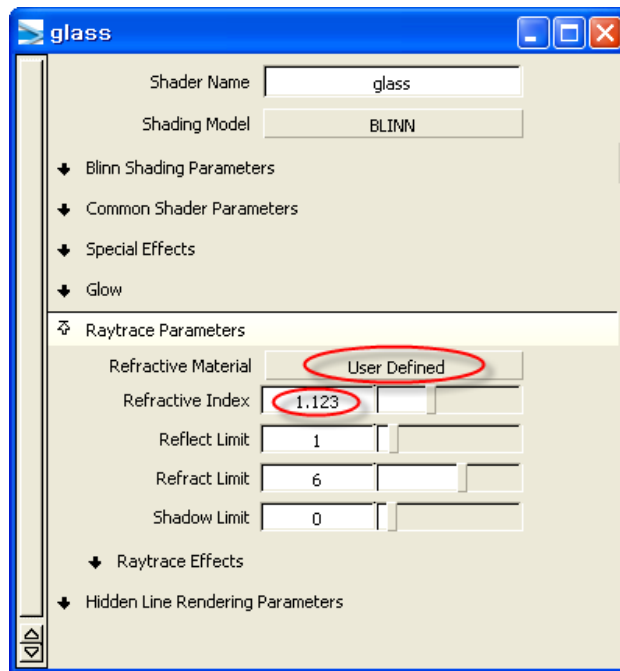 glass
Shader Name glass
Shading Model BLINN
Blinn Shading Parameters
Common Shader Parameters
Special Effects
Glow
Raytrace Parameters
Refractive Material User Defined
Refractive Index 1.123
Reflect Limit 1
Refract Limit 6
Shadow Limit 0
Raytrace Effects
Hidden Line Rendering Parameters